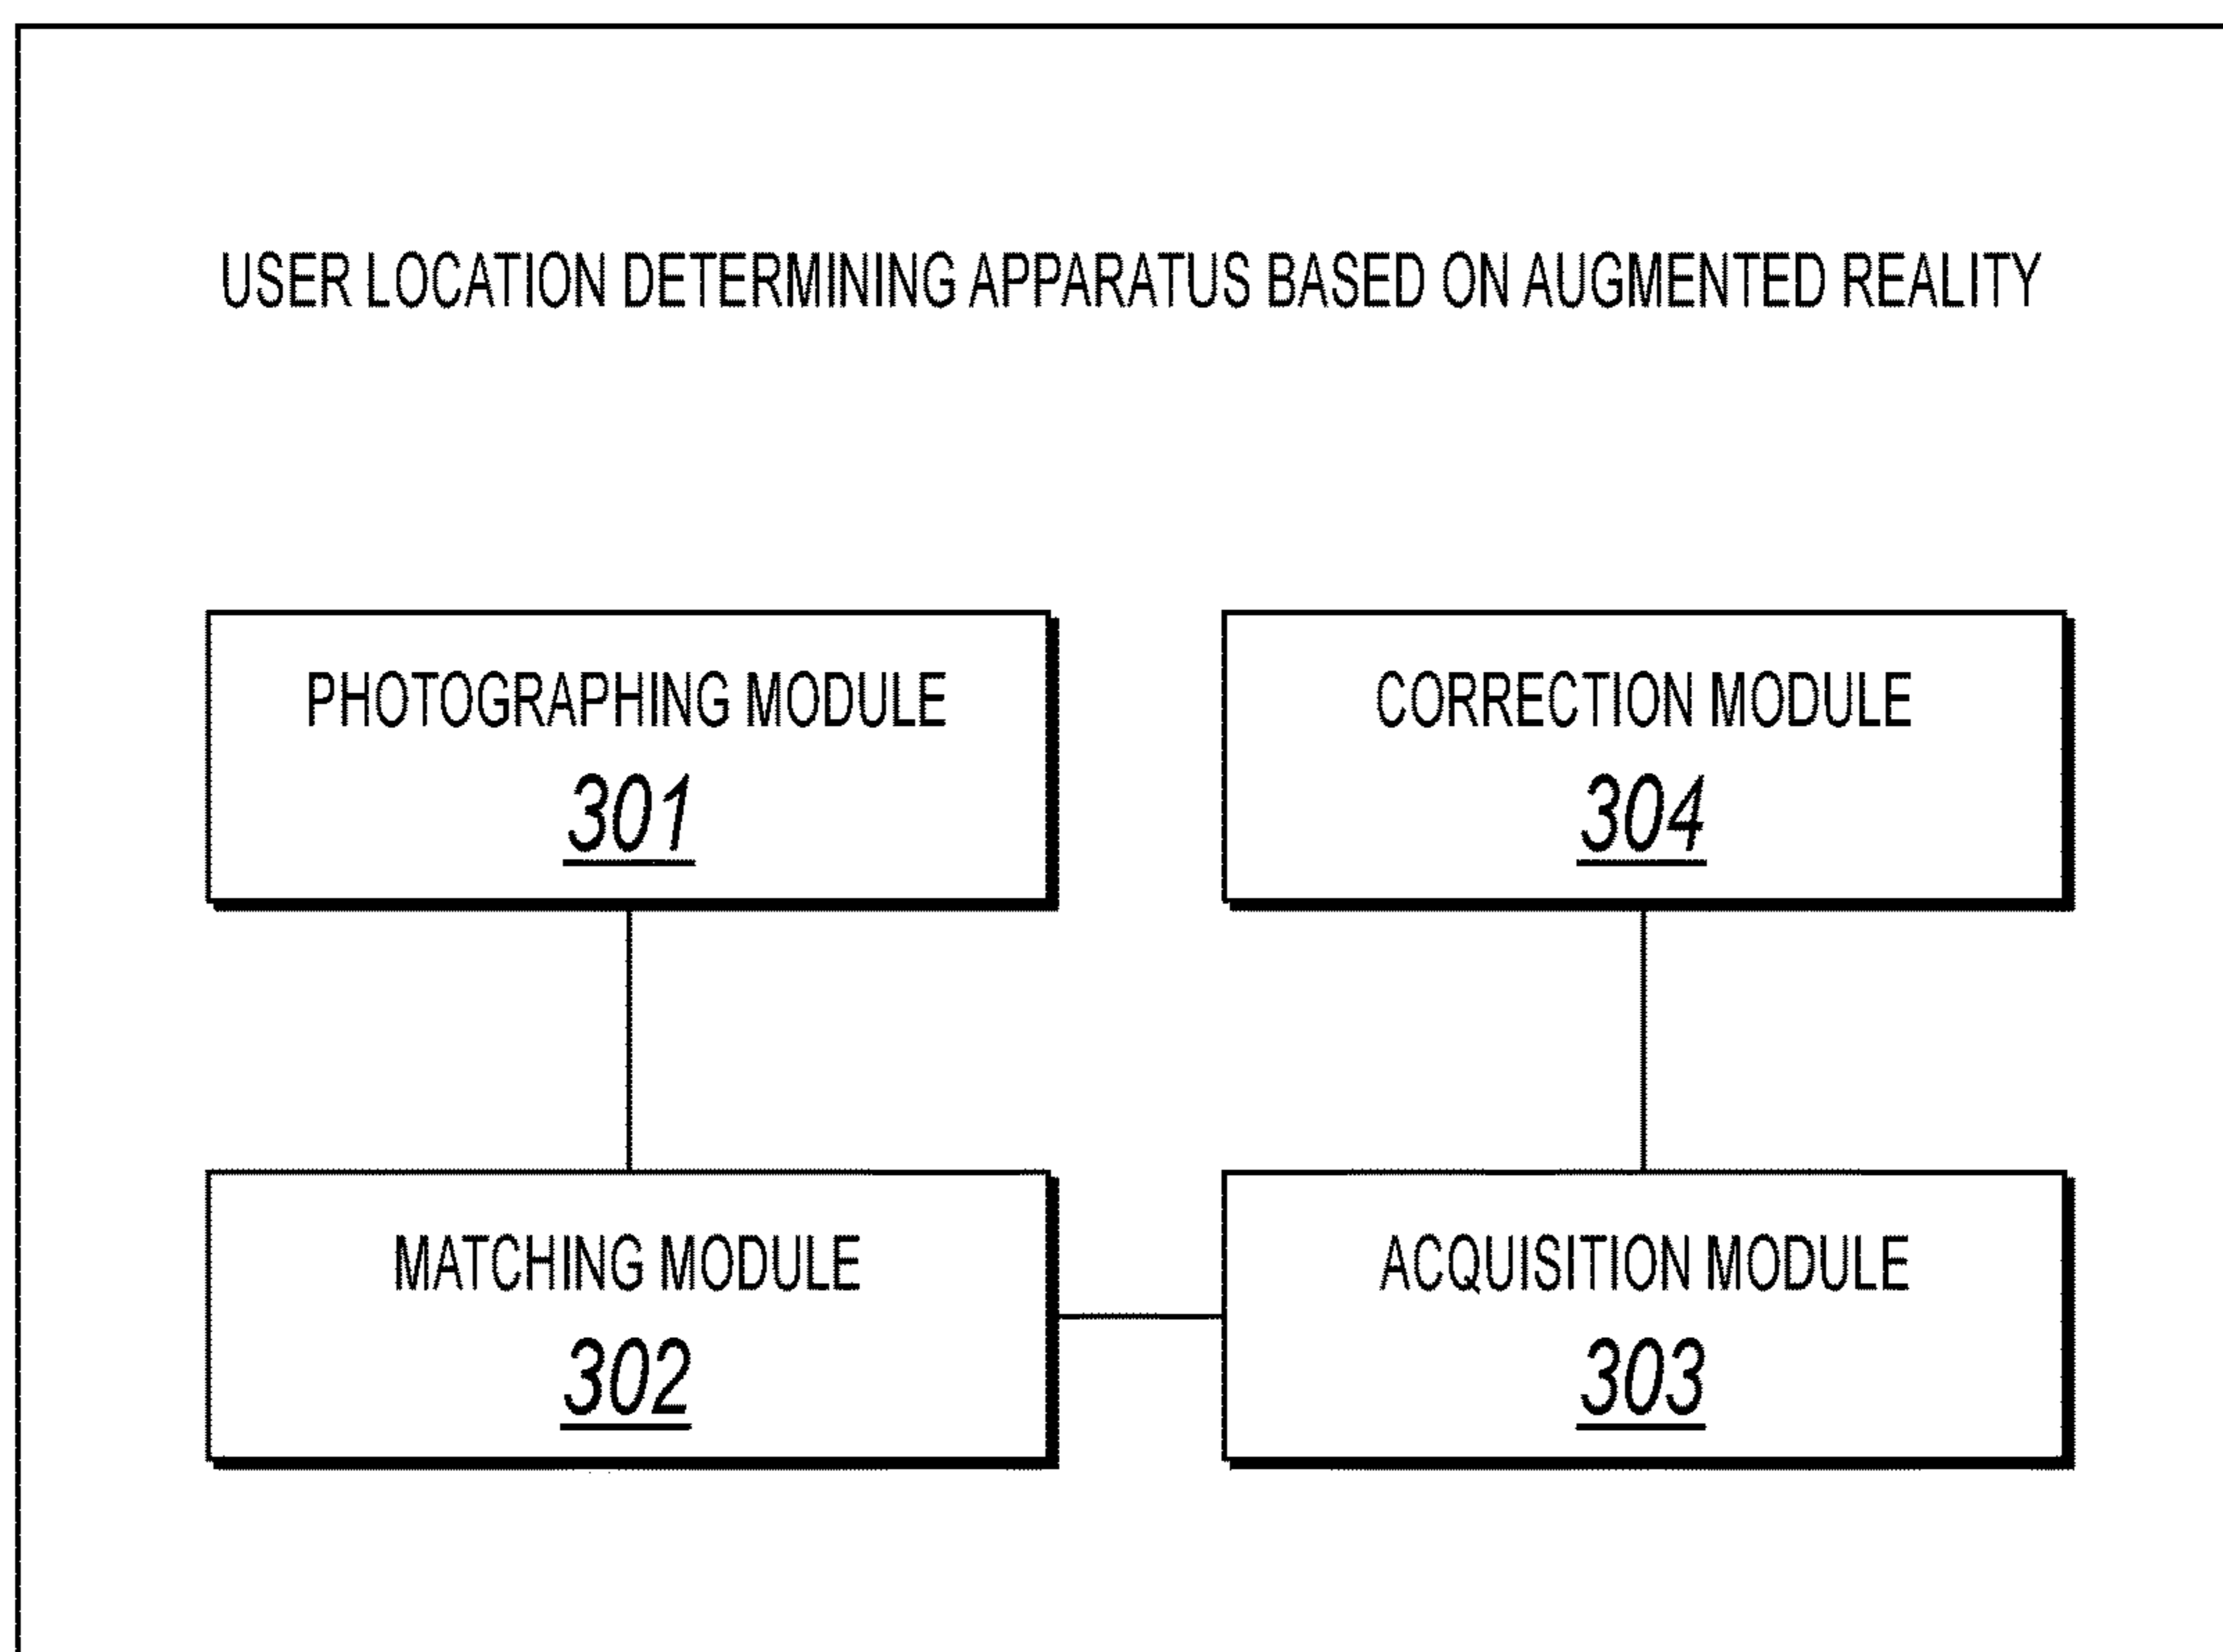 USER LOCATION DETERMINING APPARATUS BASED ON AUGMENTED REALITY
PHOTOGRAPHING MODULE
301
CORRECTION MODULE
304
MATCHING MODULE
302
ACQUISITION MODULE
303